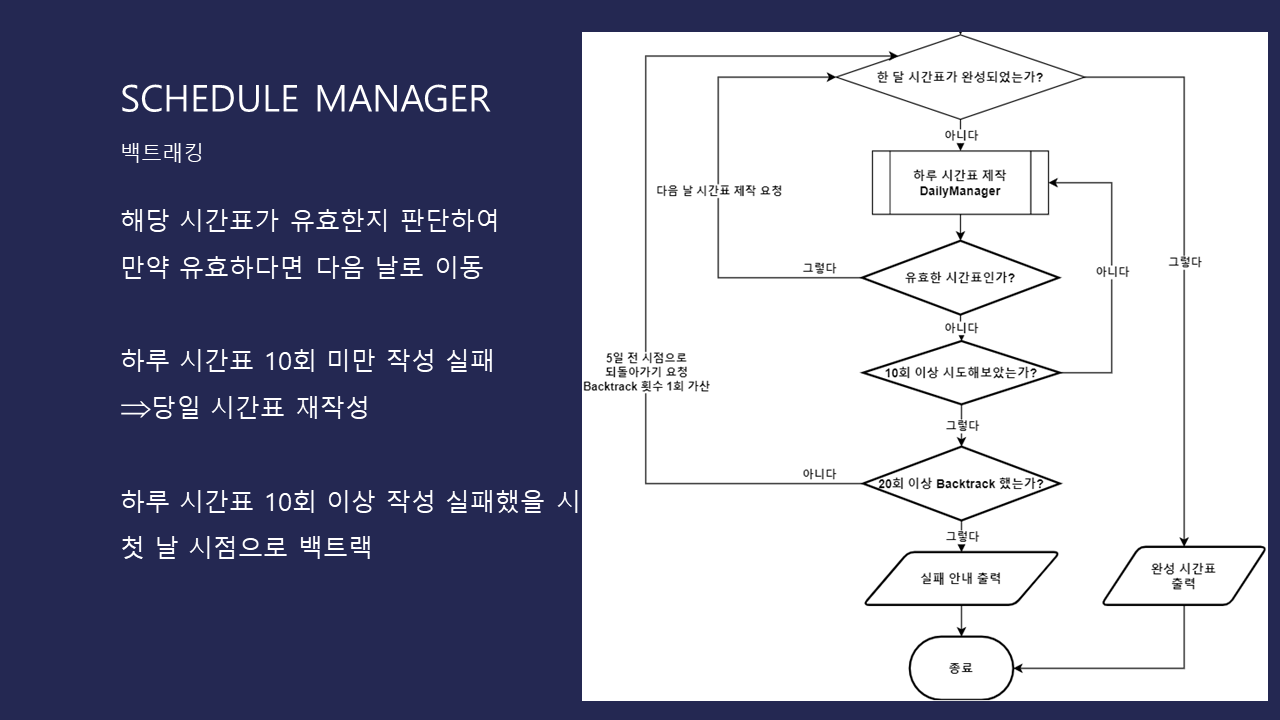 SCHEDULE MANAGER
백트래킹
해당 시간표가 유효한지 판단하여
만약 유효하다면 다음 날로 이동
하루 시간표 10회 미만 작성 실패
⇒당일 시간표 재작성
하루 시간표 10회 이상 작성 실패했을 시
첫 날 시점으로 백트랙
한 달 시간표가 완성되었는가?
아니다
하루 시간표 제작
DailyManager
다음 날 시간표 제작 요청
그렇다
유효한 시간표인가?
아니다
그렇다
아니다
5일 전 시점으로
되돌아가기 요청
Backtrack 횟수 1회 가산
10회 이상 시도해보았는가?
그렇다
아니다
20회 이상 Backtrack 했는가?
그렇다
실패 안내 출력
완성 시간표
출력
종료